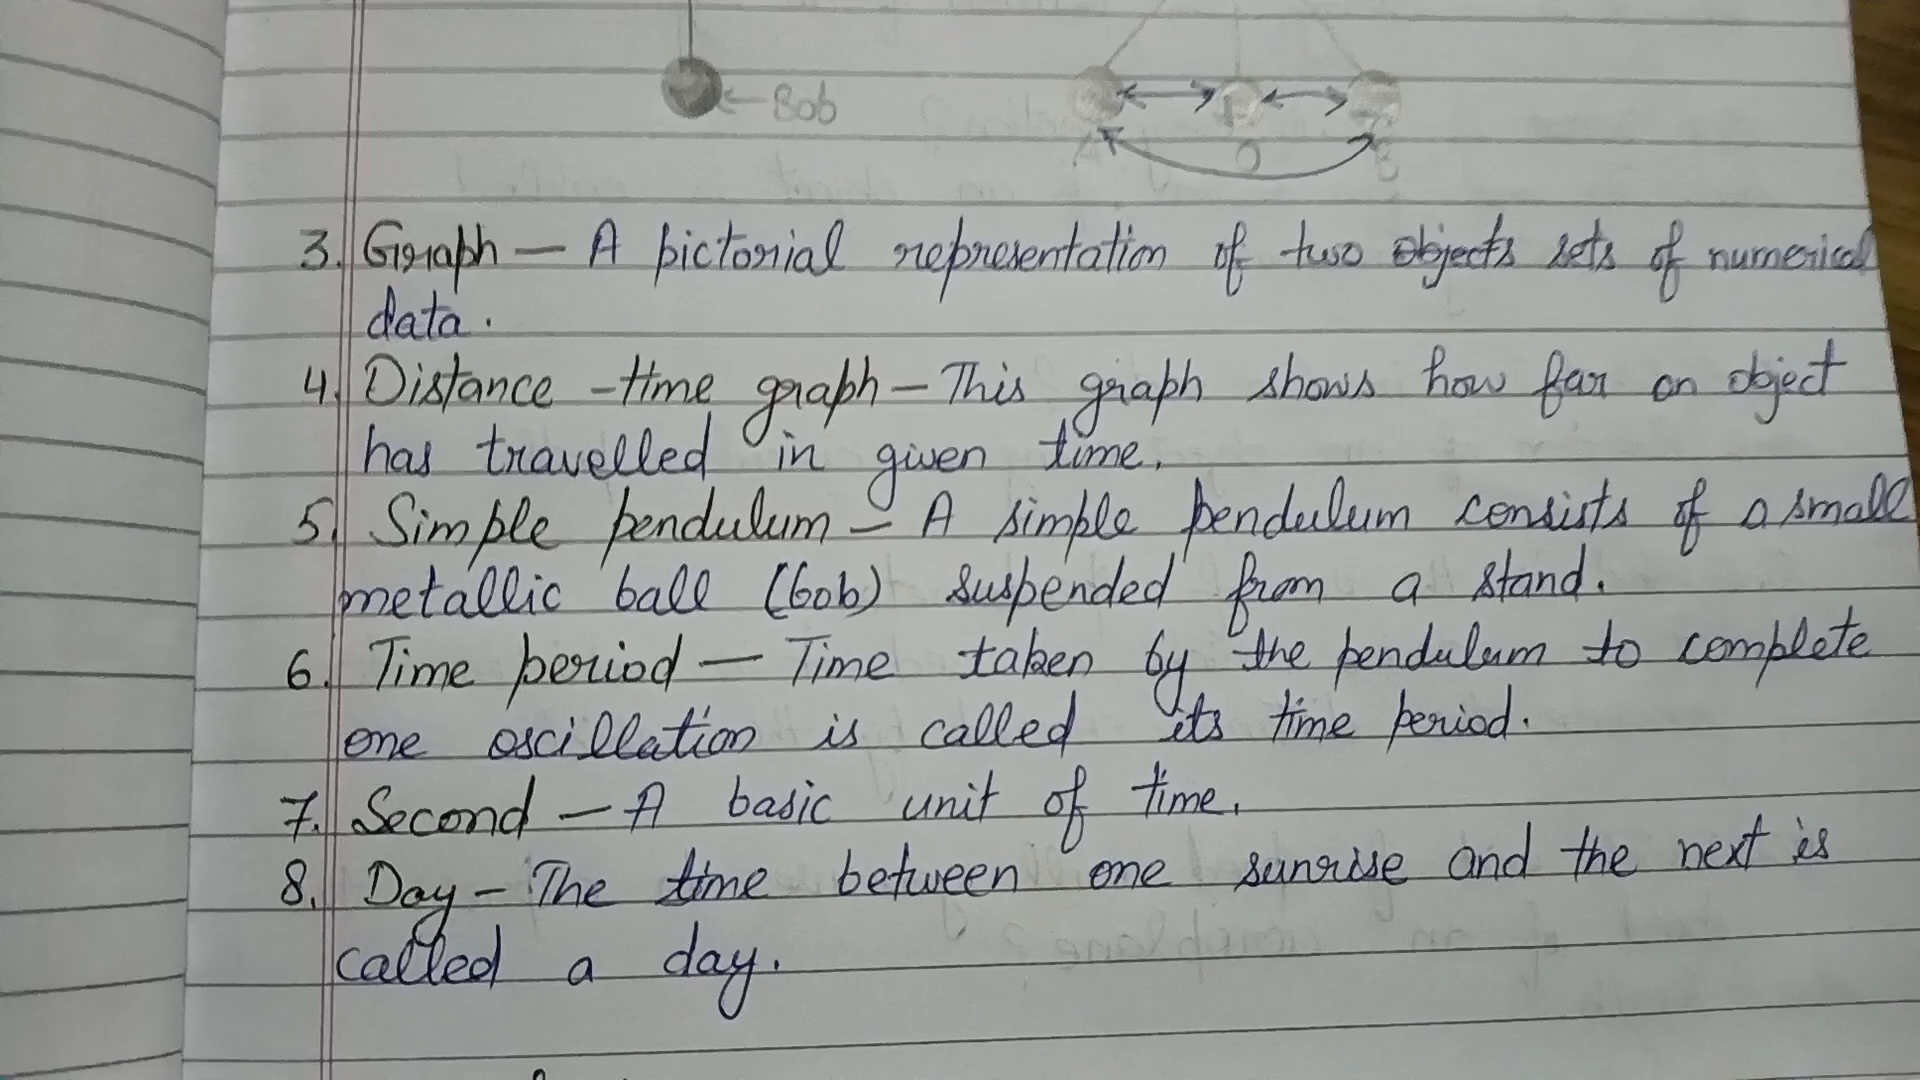 Bob
A O B
3. Graph — A pictorial representation of two objects sets of numerical
data.
4. Distance -time graph — This graph shows how far an object
has travelled in given time.
5. Simple pendulum — A simple pendulum consists of a small
metallic ball (bob) suspended from a stand.
6. Time period — Time taken by the pendulum to complete
one oscillation is called its time period.
7. Second — A basic unit of time.
8. Day — The time between one sunrise and the next is
called a day.